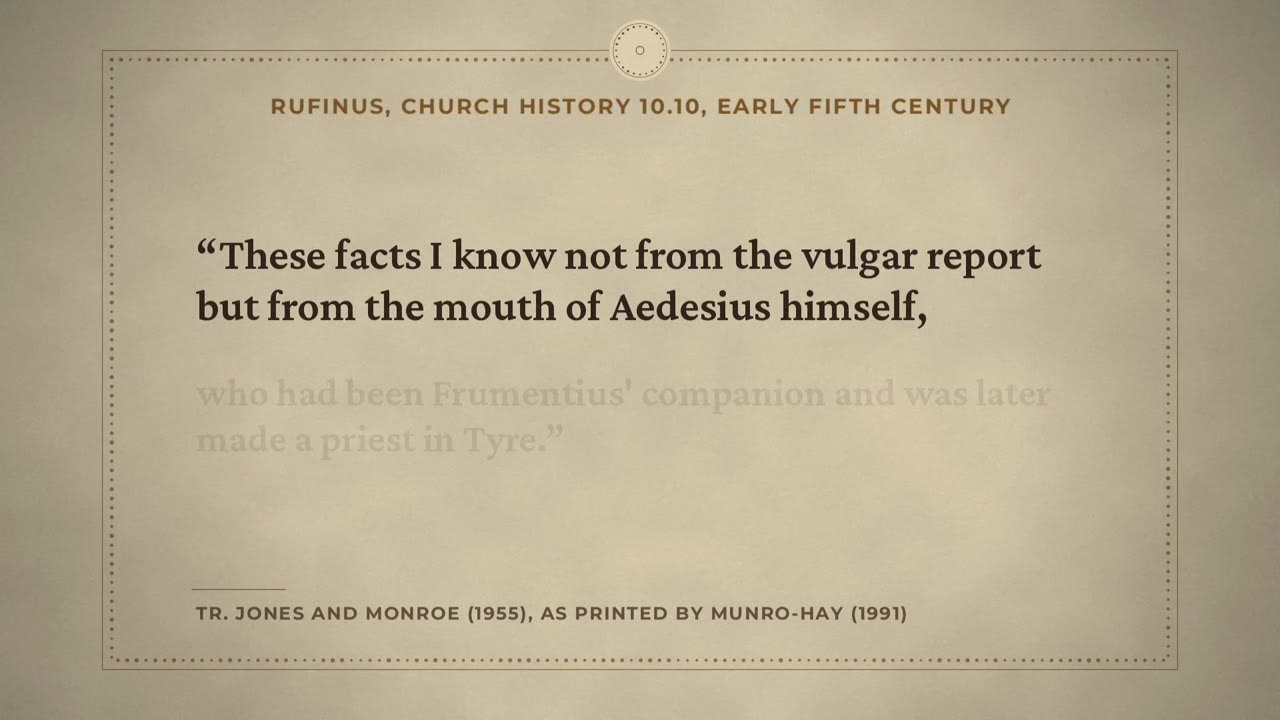 RUFINUS, CHURCH HISTORY 10.10, EARLY FIFTH CENTURY
“These facts I know not from the vulgar report
but from the mouth of Aedesius himself,
who had been Frumentius' companion and was later
made a priest in Tyre.”
TR. JONES AND MONROE (1955), AS PRINTED BY MUNRO-HAY (1991)